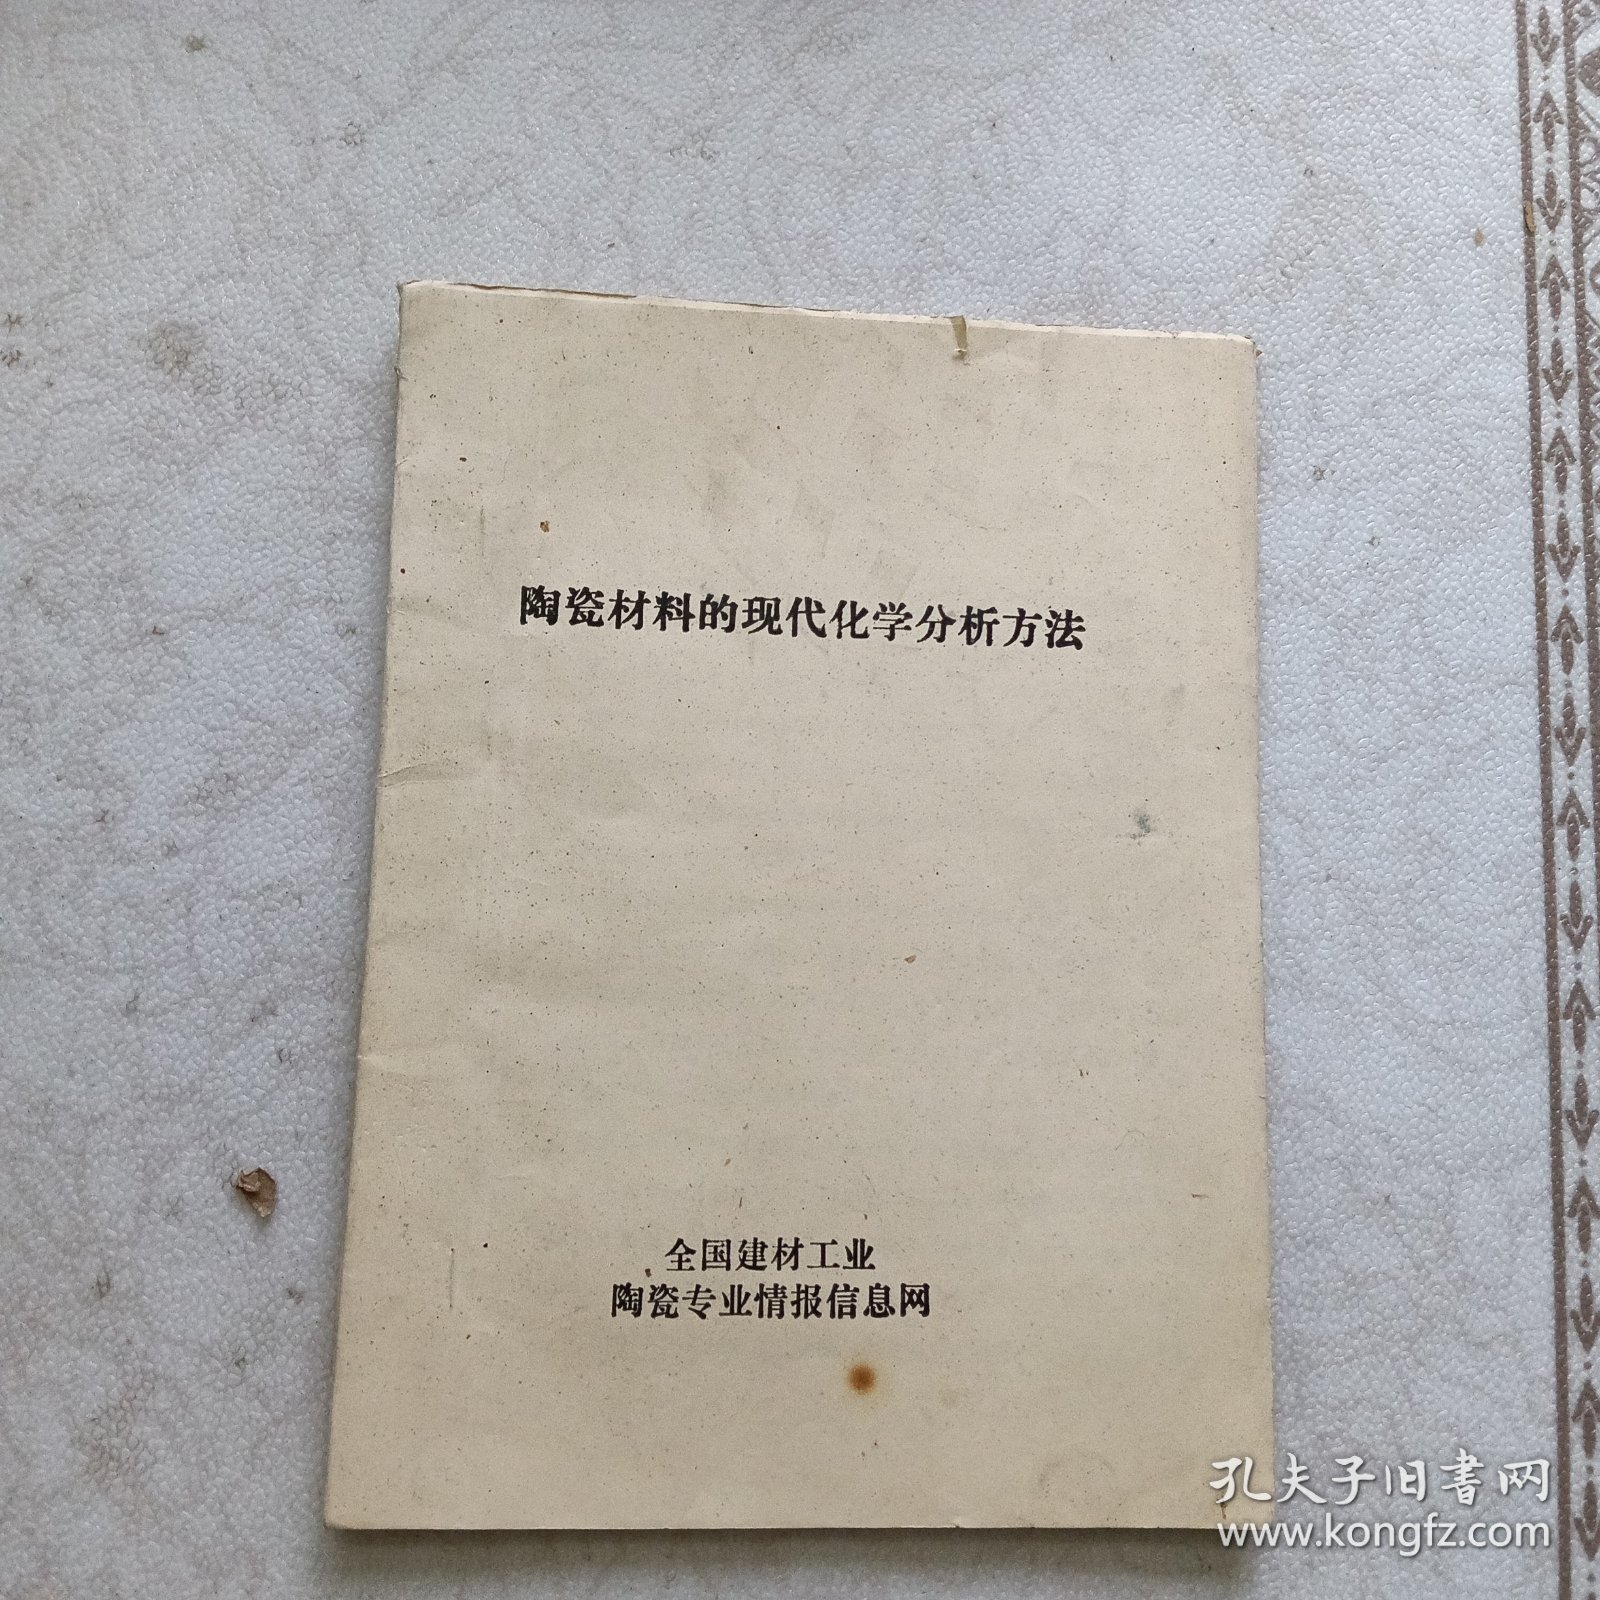 陶瓷材料的现代化学分析方法
全国建材工业
陶瓷专业情报信息网
孔夫子旧书网
www.kongfz.com